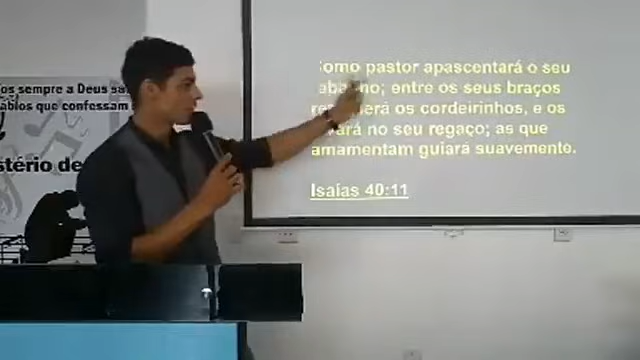 os sempre a Deus sa
ábios que confessam
stério de
omo pastor apascentará o seu
entre os seus braços
os cordeirinhos, e os
no seu regaço; as que
amamentam guiará suavemente.
Isaías 40:11